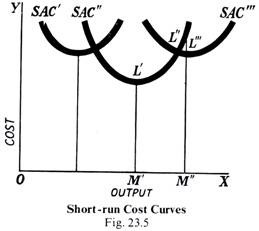 Y SAC′ SAC″ SAC‴
L″ L‴
L′
COST
O M′ M″ X
OUTPUT
Short-run Cost Curves
Fig. 23.5